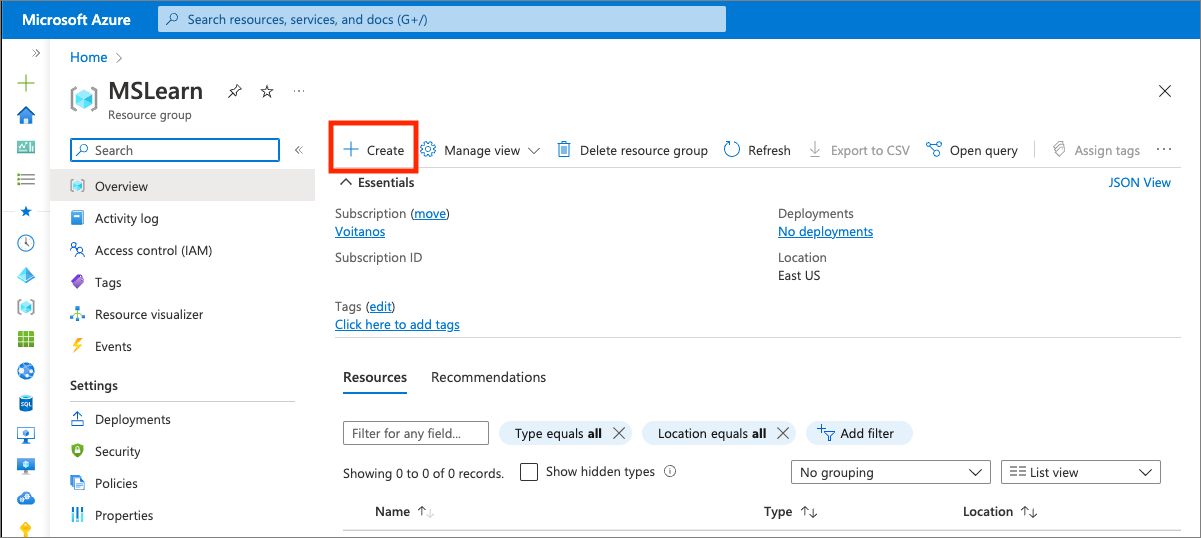 Microsoft Azure
Search resources, services, and docs (G+/)
Home
MSLearn
Resource group
Search
Create
Manage view
Delete resource group
Refresh
Export to CSV
Open query
Assign tags
Essentials
JSON View
Overview
Activity log
Access control (IAM)
Tags
Resource visualizer
Events
Settings
Deployments
Security
Policies
Properties
Subscription (move)
Voitanos
Subscription ID
Deployments
No deployments
Location
East US
Tags (edit)
Click here to add tags
Resources
Recommendations
Filter for any field...
Type equals all
Location equals all
Add filter
Showing 0 to 0 of 0 records.
Show hidden types
No grouping
List view
Name
Type
Location
SQL